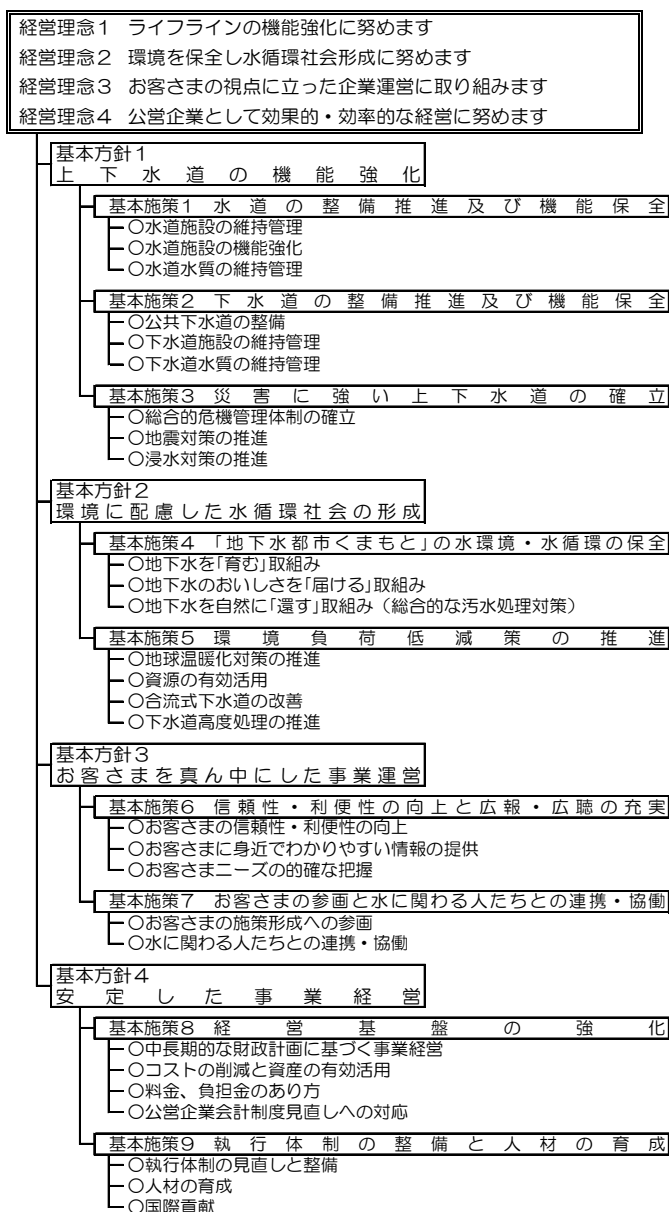 経営理念1 ライフラインの機能強化に努めます
経営理念2 環境を保全し水循環社会形成に努めます
経営理念3 お客さまの視点に立った企業運営に取り組みます
経営理念4 公営企業として効果的・効率的な経営に努めます
基本方針1
上下水道の機能強化
基本施策1 水道の整備推進及び機能保全
○水道施設の維持管理
○水道施設の機能強化
○水道水質の維持管理
基本施策2 下水道の整備推進及び機能保全
○公共下水道の整備
○下水道施設の維持管理
○下水道水質の維持管理
基本施策3 災害に強い上下水道の確立
○総合的危機管理体制の確立
○地震対策の推進
○浸水対策の推進
基本方針2
環境に配慮した水循環社会の形成
基本施策4 「地下水都市くまもと」の水環境・水循環の保全
○地下水を「育む」取組み
○地下水のおいしさを「届ける」取組み
○地下水を自然に「還す」取組み（総合的な汚水処理対策）
基本施策5 環境負荷低減策の推進
○地球温暖化対策の推進
○資源の有効活用
○合流式下水道の改善
○下水道高度処理の推進
基本方針3
お客さまを真ん中にした事業運営
基本施策6 信頼性・利便性の向上と広報・広聴の充実
○お客さまの信頼性・利便性の向上
○お客さまに身近でわかりやすい情報の提供
○お客さまニーズの的確な把握
基本施策7 お客さまの参画と水に関わる人たちとの連携・協働
○お客さまの施策形成への参画
○水に関わる人たちとの連携・協働
基本方針4
安定した事業経営
基本施策8 経営基盤の強化
○中長期的な財政計画に基づく事業経営
○コストの削減と資産の有効活用
○料金、負担金のあり方
○公営企業会計制度見直しへの対応
基本施策9 執行体制の整備と人材の育成
○執行体制の見直しと整備
○人材の育成
○国際貢献